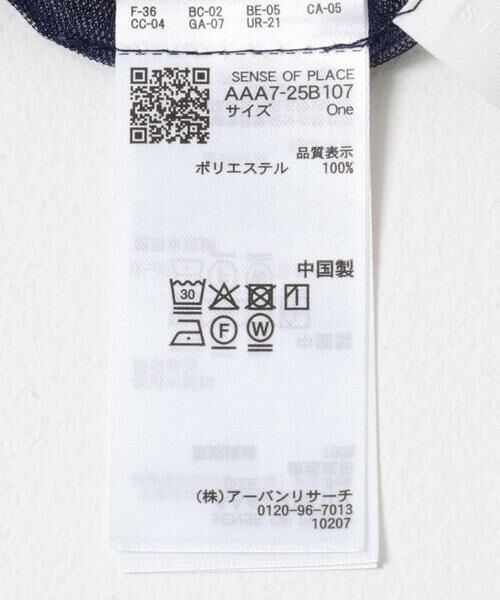 F-36 BC-02 BE-05 CA-05
CC-04 GA-07 UR-21
SENSE OF PLACE
AAA7-25B107
サイズ One
品質表示
ポリエステル 100%
中国製
30
F W
(株)アーバンリサーチ
0120-96-7013
10207